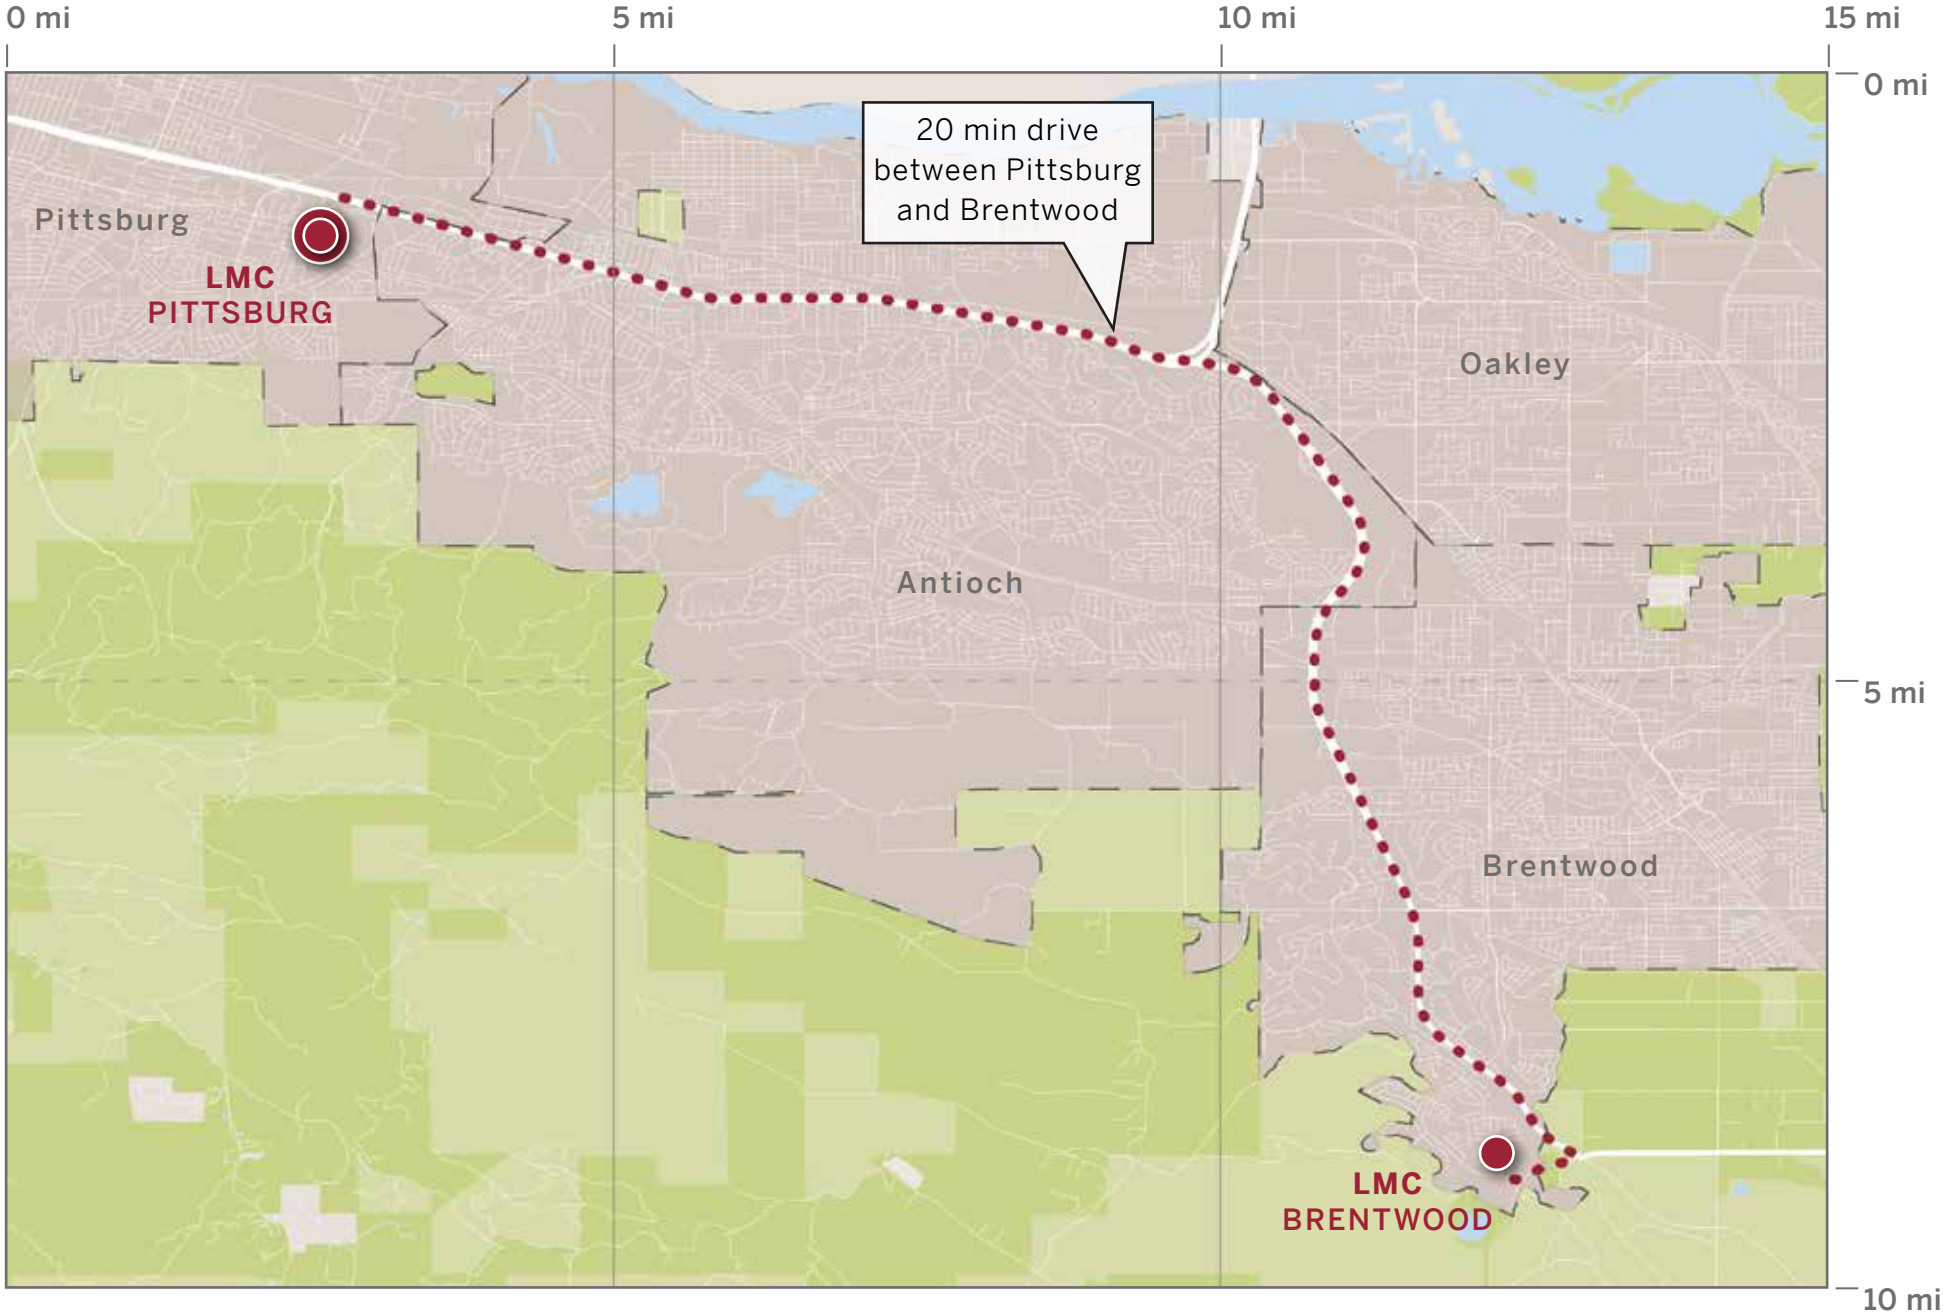 0 mi
5 mi
10 mi
15 mi
0 mi
20 min drive
between Pittsburg
and Brentwood
Pittsburg
LMC
PITTSBURG
Oakley
Antioch
5 mi
Brentwood
LMC
BRENTWOOD
10 mi